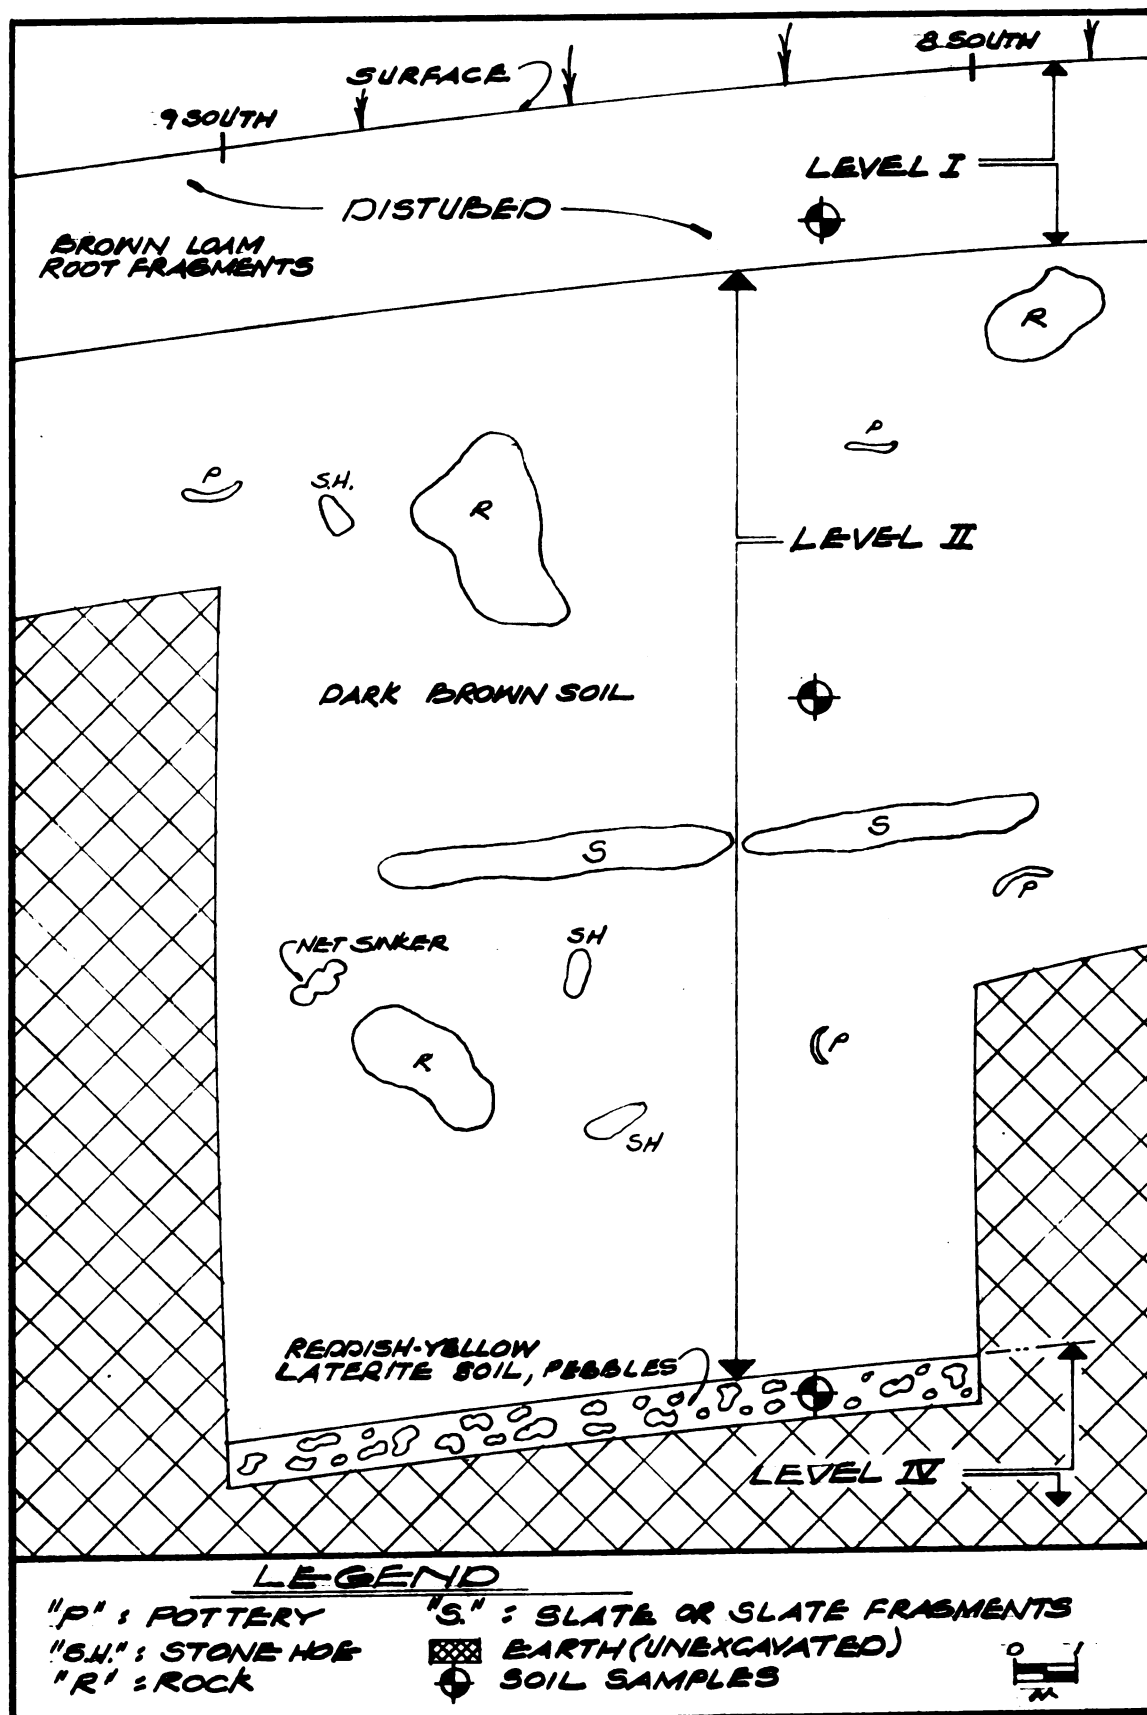 8 SOUTH
SURFACE
9 SOUTH
LEVEL I
DISTUBED
BROWN LOAM
ROOT FRAGMENTS
R
P
P
S.H.
R
LEVEL II
DARK BROWN SOIL
S
S
P
NET SINKER
SH
R
P
SH
REDDISH-YELLOW
LATERITE SOIL, PEBBLES
LEVEL IV
LEGEND
"P" : POTTERY
"S." : SLATE OR SLATE FRAGMENTS
"S.H." : STONE HOE
EARTH (UNEXCAVATED)
"R" : ROCK
SOIL SAMPLES
0 1